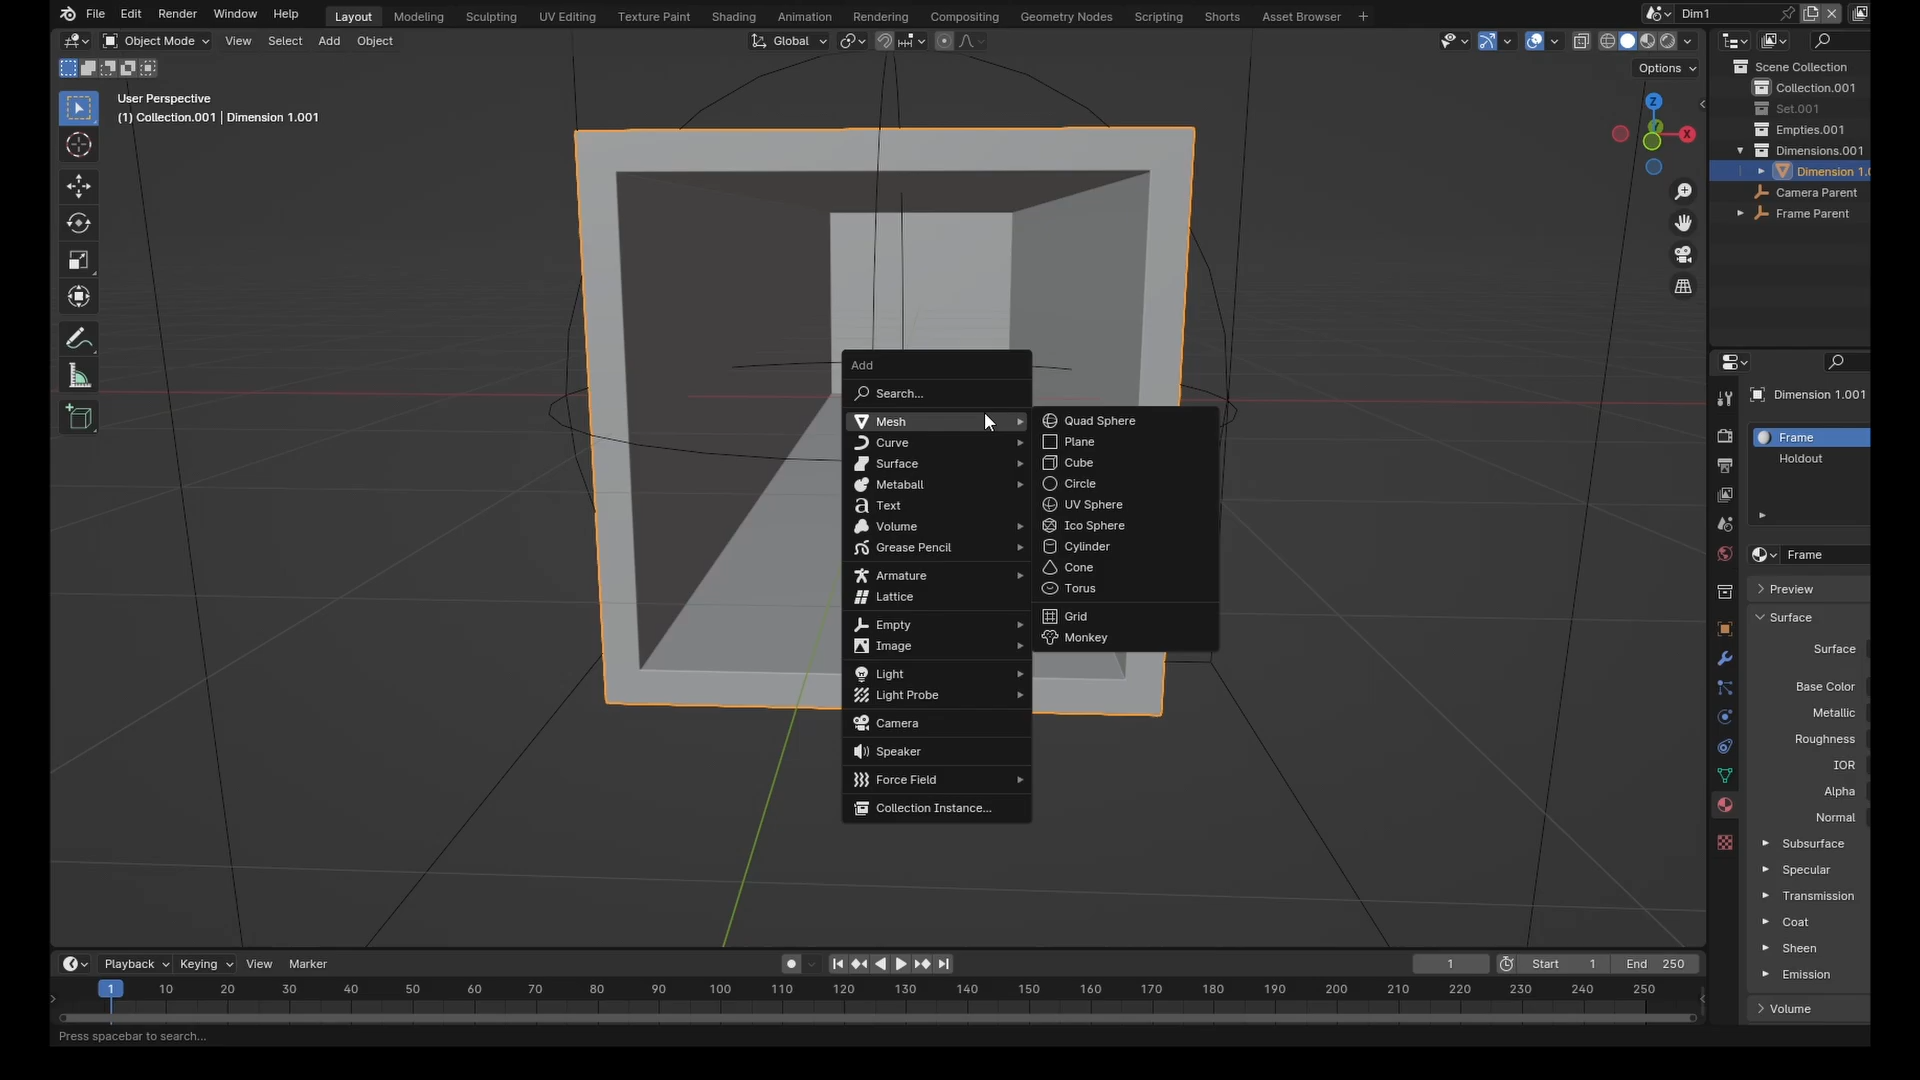 File Edit Render Window Help Layout Modeling Sculpting UV Editing Texture Paint Shading Animation Rendering Compositing Geometry Nodes Scripting Shorts Asset Browser + Dim1
Object Mode View Select Add Object Global
Options
User Perspective
(1) Collection.001 | Dimension 1.001
Z
X
Scene Collection
Collection.001
Set.001
Empties.001
Dimensions.001
Dimension 1.0
Camera Parent
Frame Parent
Add
Search...
Mesh
Curve
Surface
Metaball
Text
Volume
Grease Pencil
Armature
Lattice
Empty
Image
Light
Light Probe
Camera
Speaker
Force Field
Collection Instance...
Quad Sphere
Plane
Cube
Circle
UV Sphere
Ico Sphere
Cylinder
Cone
Torus
Grid
Monkey
Dimension 1.001
Frame
Holdout
Frame
Preview
Surface
Surface
Base Color
Metallic
Roughness
IOR
Alpha
Normal
Subsurface
Specular
Transmission
Coat
Sheen
Emission
Volume
Playback Keying View Marker 1 Start 1 End 250
1 10 20 30 40 50 60 70 80 90 100 110 120 130 140 150 160 170 180 190 200 210 220 230 240 250
Press spacebar to search...